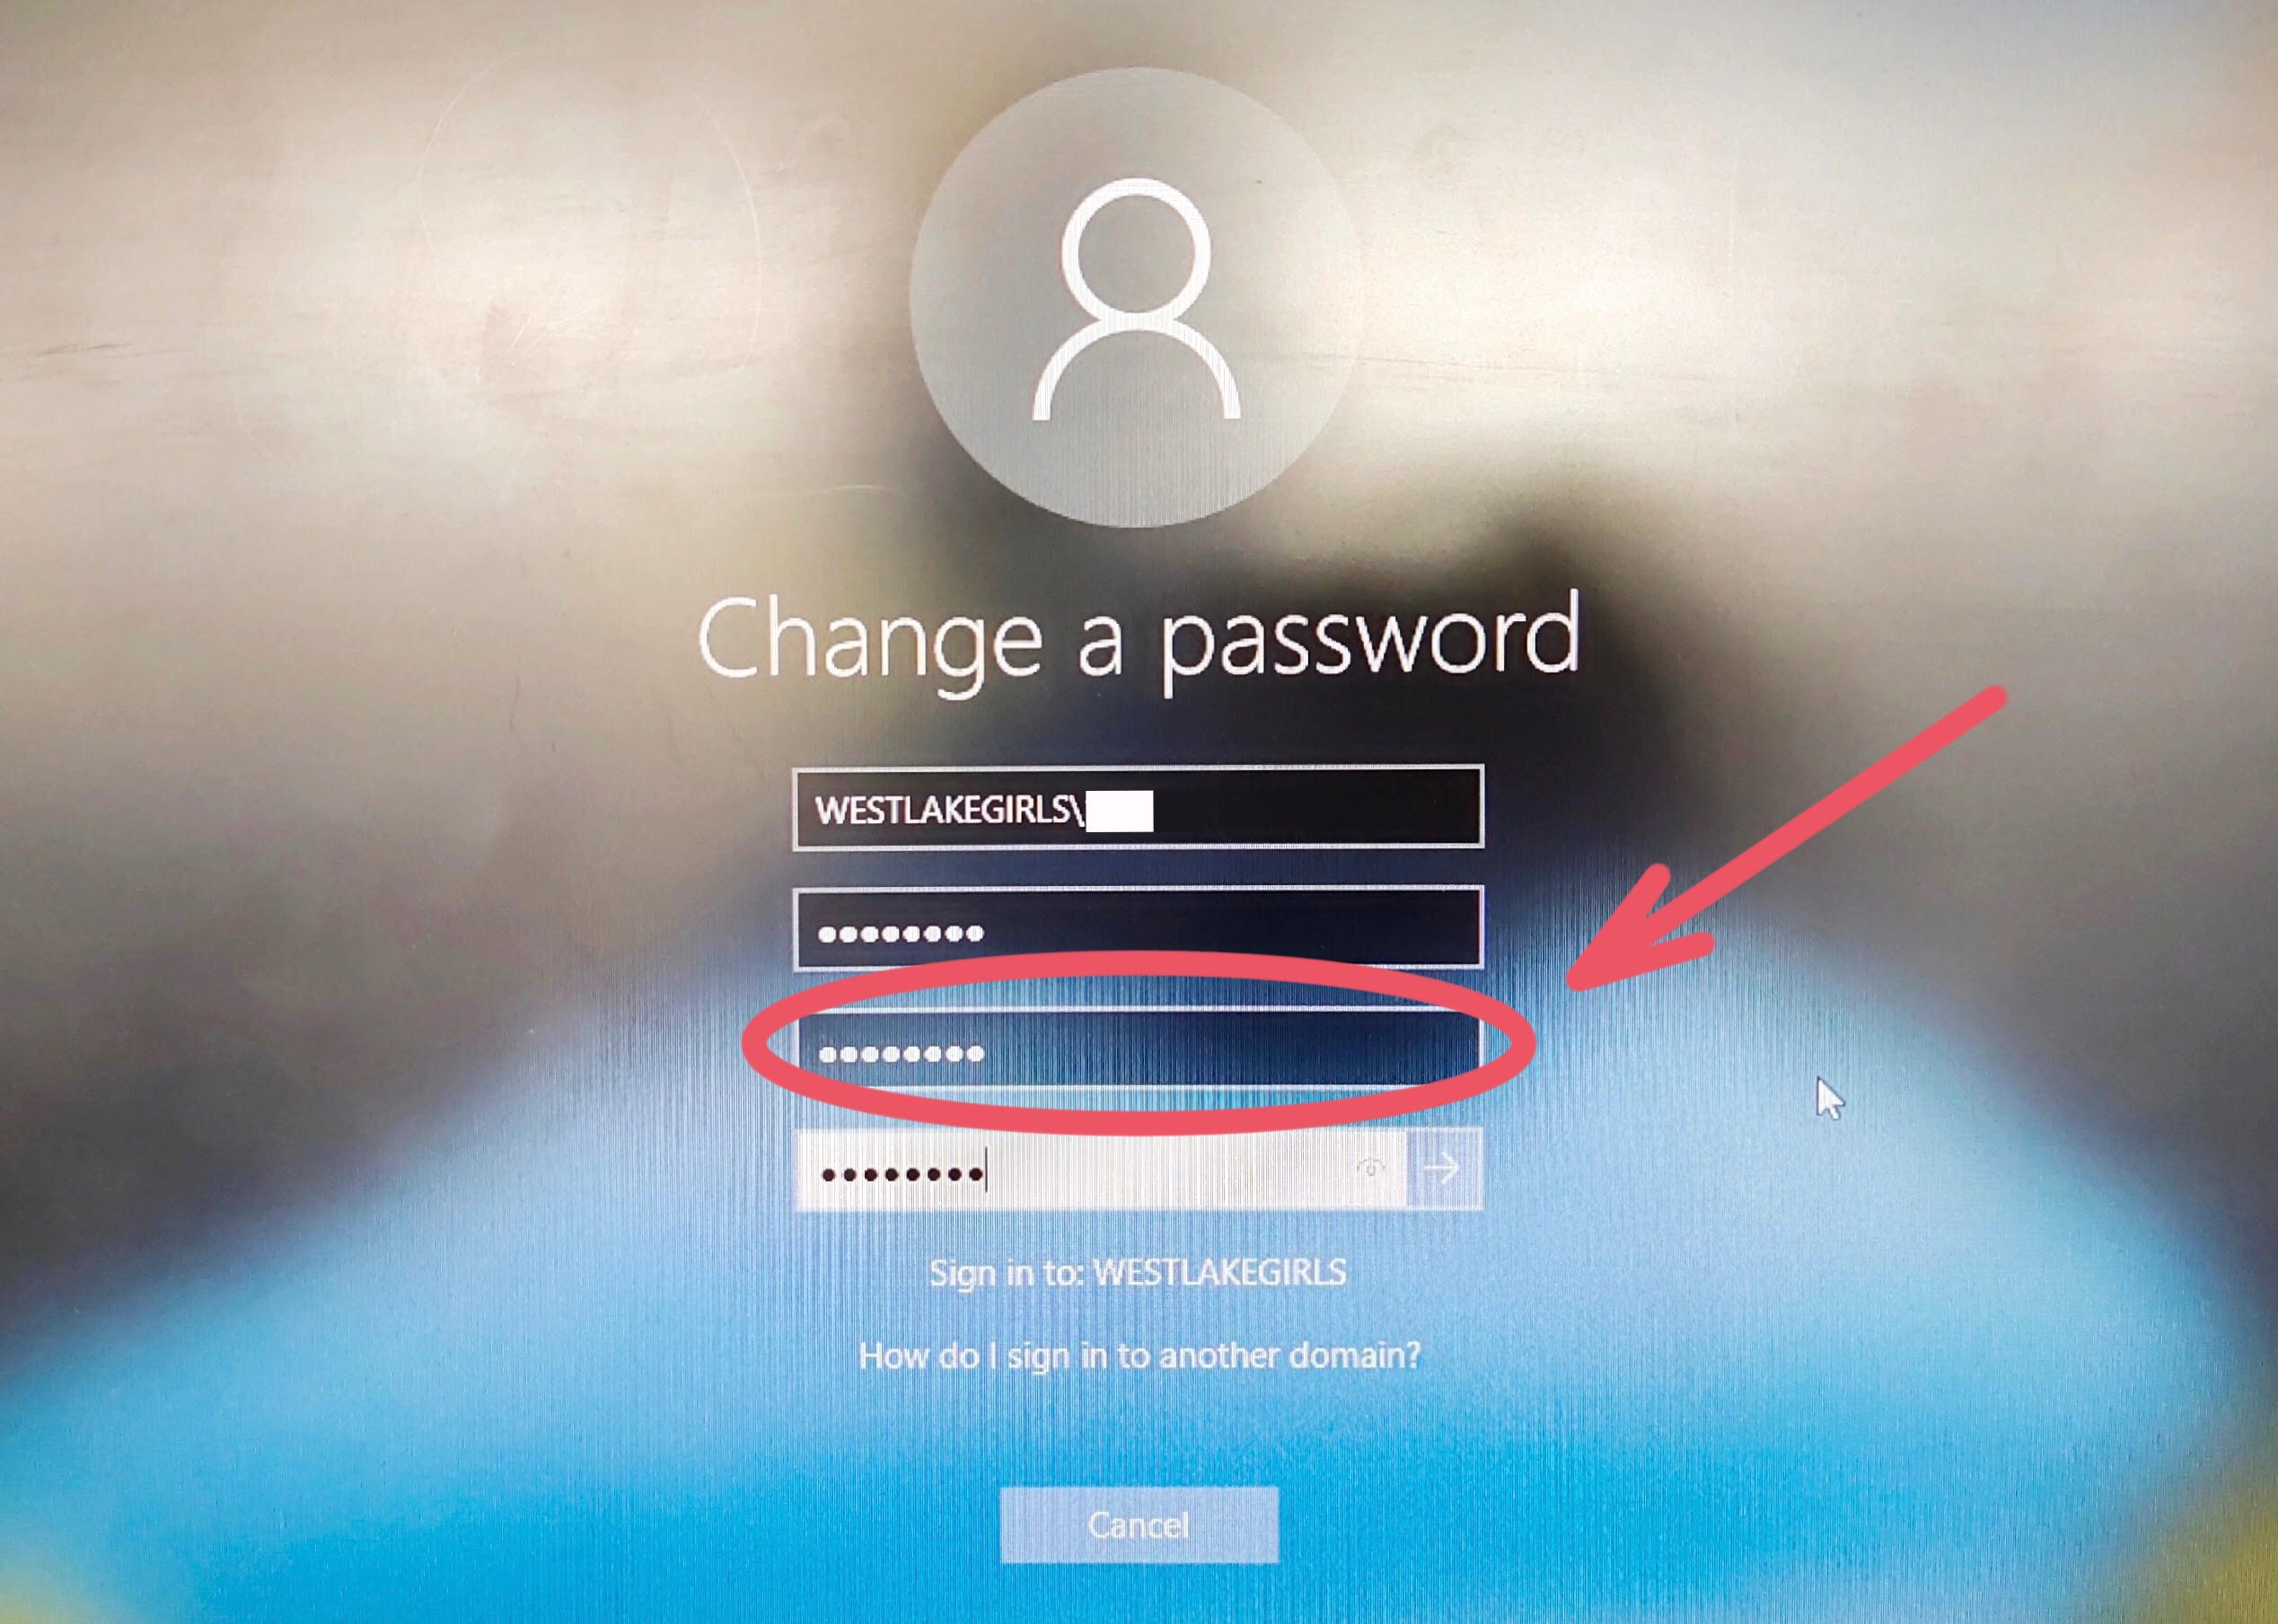 Change a password
WESTLAKEGIRLS\
••••••••
••••••••
••••••••
Sign in to: WESTLAKEGIRLS
How do I sign in to another domain?
Cancel